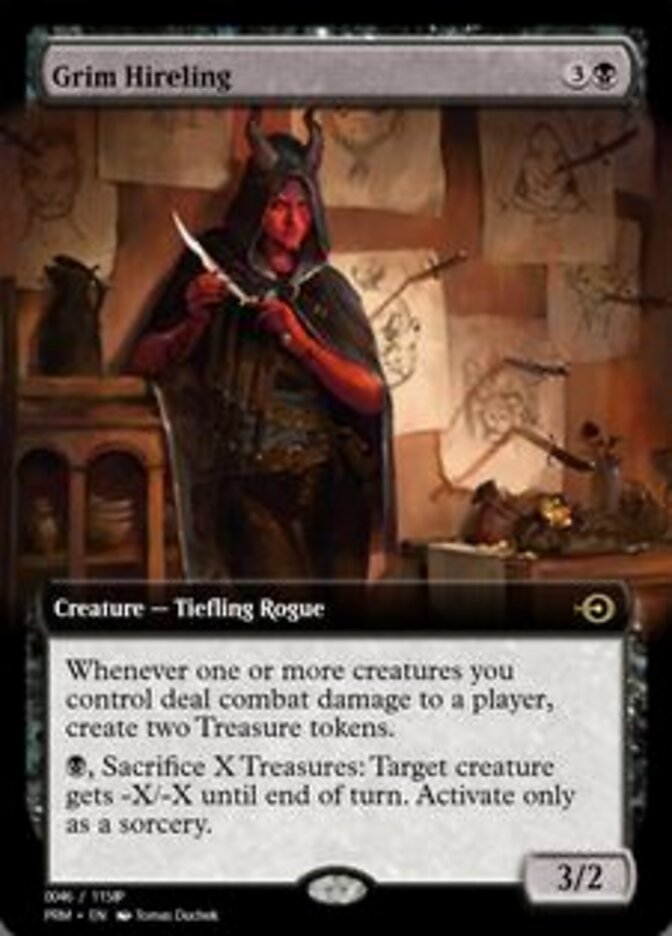 Grim Hireling 3
Creature — Tiefling Rogue
Whenever one or more creatures you
control deal combat damage to a player,
create two Treasure tokens.
, Sacrifice X Treasures: Target creature
gets -X/-X until end of turn. Activate only
as a sorcery.
3/2
PRM • EN Tomas Duchek